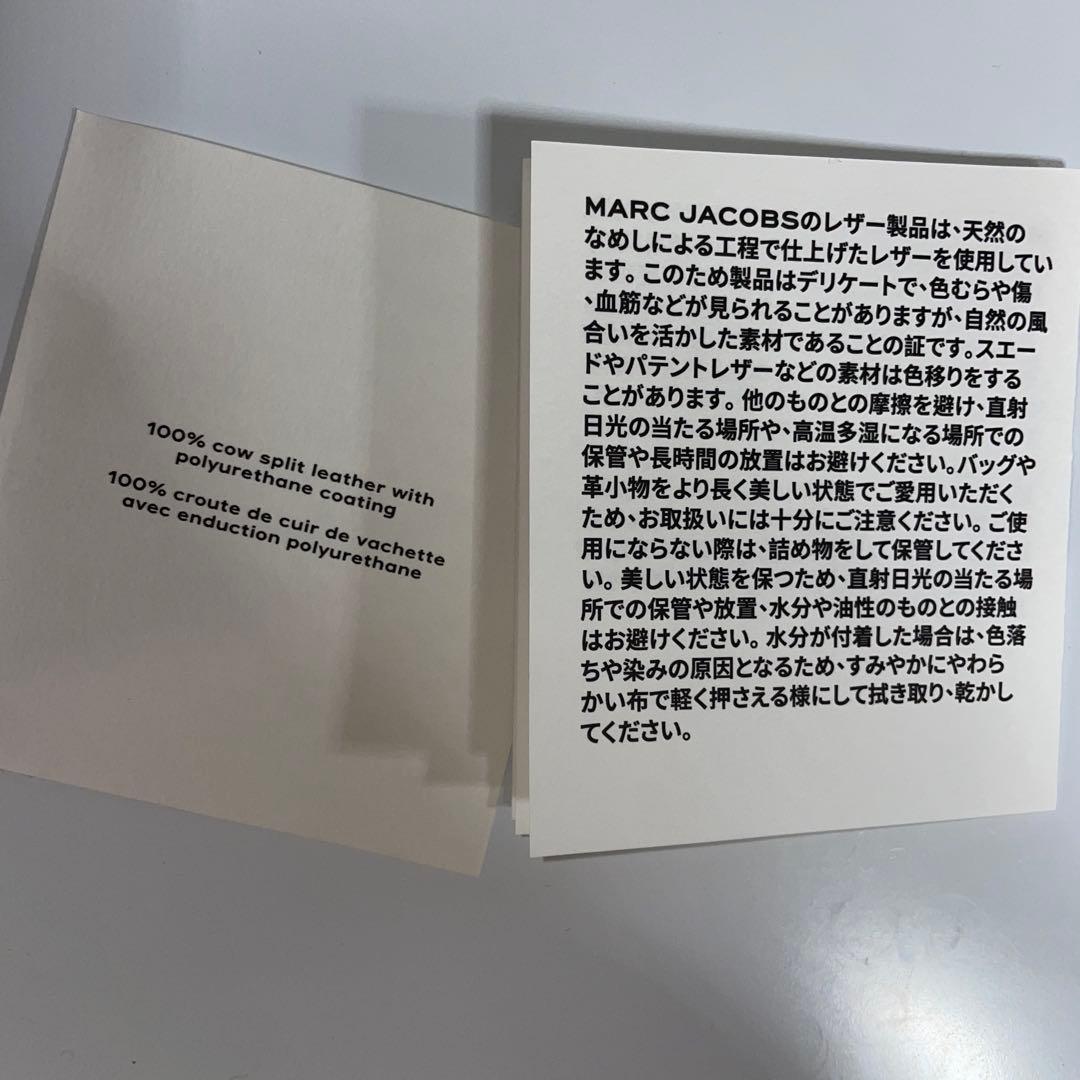 100% cow split leather with
polyurethane coating
100% croute de cuir de vachette
avec enduction polyurethane
MARC JACOBSのレザー製品は、天然の
なめしによる工程で仕上げたレザーを使用してい
ます。このため製品はデリケートで、色むらや傷
、血筋などが見られることがありますが、自然の風
合いを活かした素材であることの証です。スエー
ドやパテントレザーなどの素材は色移りをする
ことがあります。他のものとの摩擦を避け、直射
日光の当たる場所や、高温多湿になる場所での
保管や長時間の放置はお避けください。バッグや
革小物をより長く美しい状態でご愛用いただく
ため、お取扱いには十分にご注意ください。ご使
用にならない際は、詰め物をして保管してくださ
い。美しい状態を保つため、直射日光の当たる場
所での保管や放置、水分や油性のものとの接触
はお避けください。水分が付着した場合は、色落
ちや染みの原因となるため、すみやかにやわら
かい布で軽く押さえる様にして拭き取り、乾かし
てください。